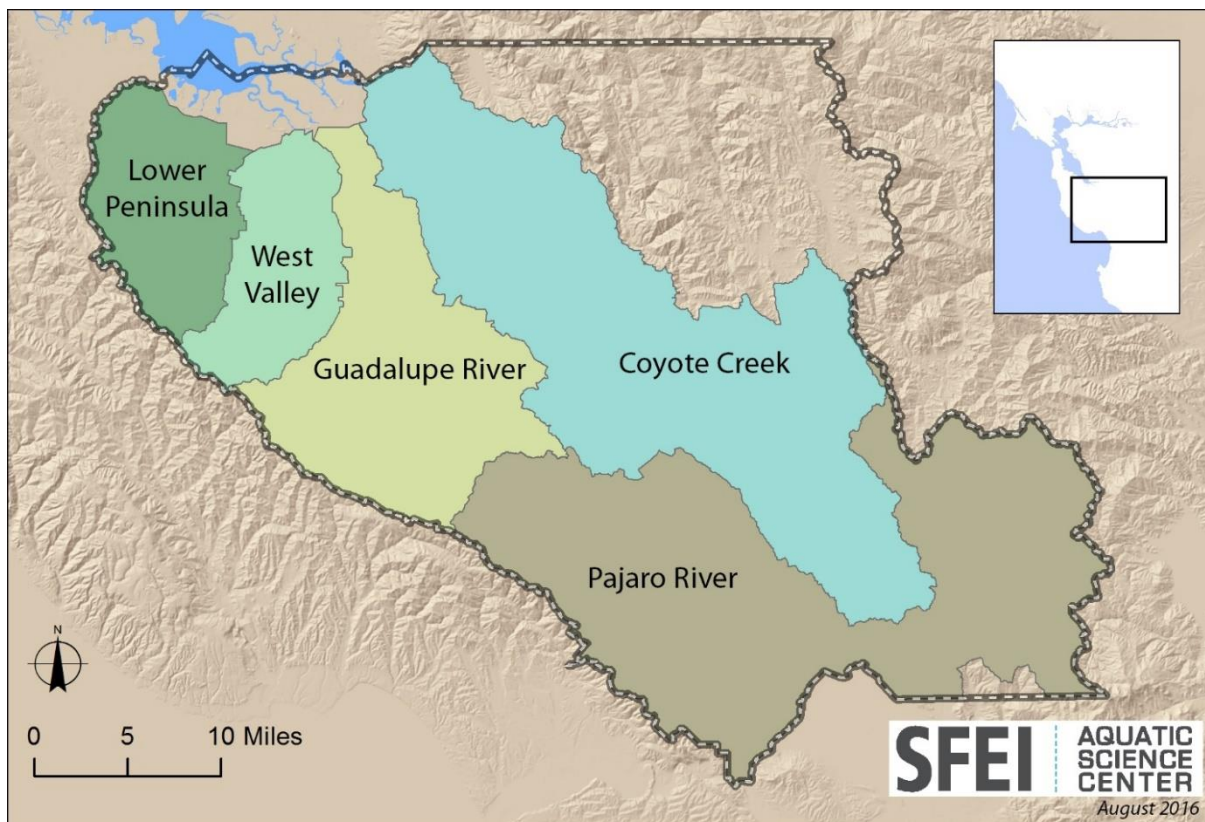 Lower
Peninsula
West
Valley
Guadalupe River
Coyote Creek
Pajaro River
N
0 5 10 Miles
SFEI
AQUATIC
SCIENCE
CENTER
August 2016